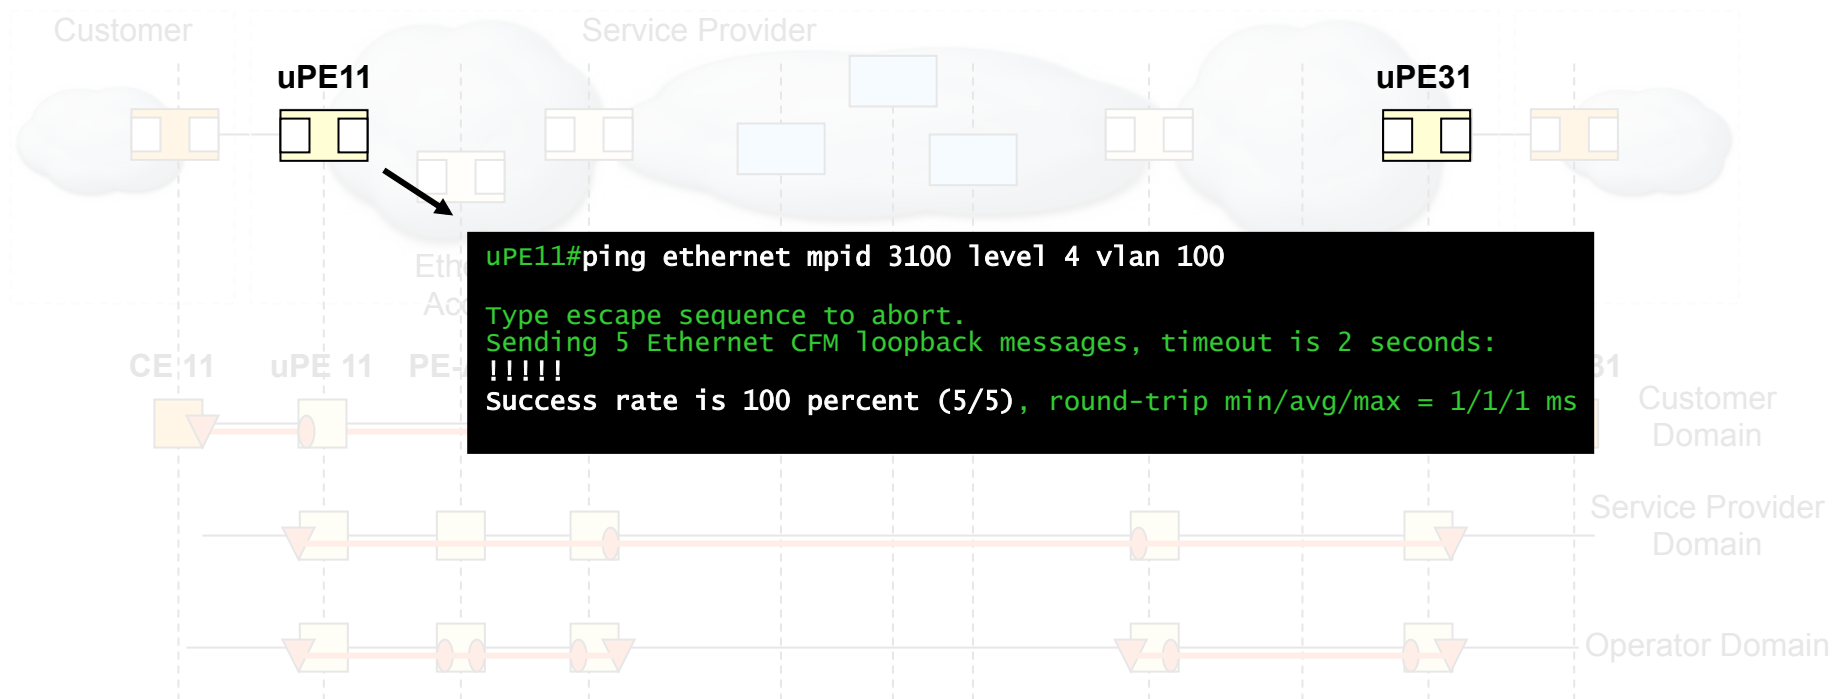 Customer
Service Provider
uPE11
uPE31
uPE11#ping ethernet mpid 3100 level 4 vlan 100
Type escape sequence to abort.
Sending 5 Ethernet CFM loopback messages, timeout is 2 seconds:
!!!!!
Success rate is 100 percent (5/5), round-trip min/avg/max = 1/1/1 ms
CE 11
uPE 11
Customer
Domain
Service Provider
Domain
Operator Domain